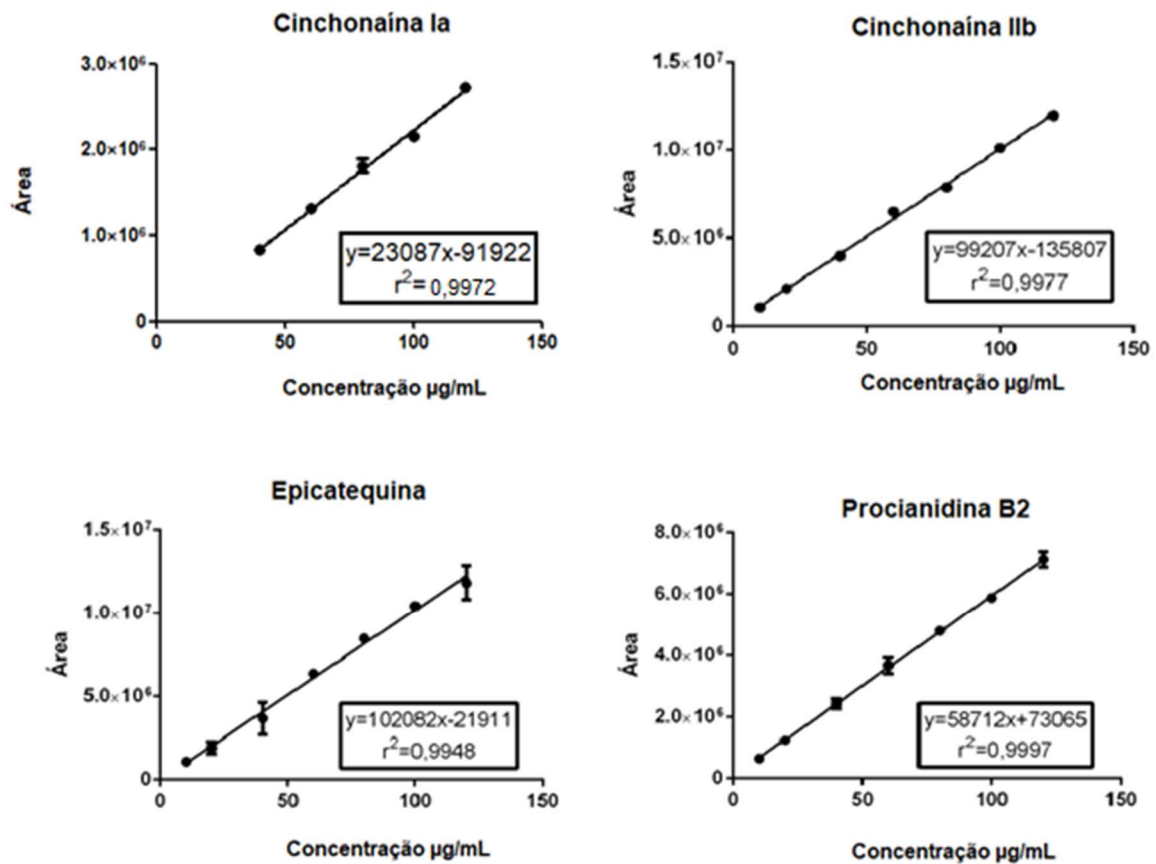 Cinchonaína Ia
3.0×10⁶
2.0×10⁶
1.0×10⁶
0
Área
y=23087x-91922
r²= 0,9972
0 50 100 150
Concentração µg/mL
Cinchonaína IIb
1.5×10⁷
1.0×10⁷
5.0×10⁶
0
Área
y=99207x-135807
r²=0,9977
0 50 100 150
Concentração µg/mL
Epicatequina
1.5×10⁷
1.0×10⁷
5.0×10⁶
0
Área
y=102082x-21911
r²=0,9948
0 50 100 150
Concentração µg/mL
Procianidina B2
8.0×10⁶
6.0×10⁶
4.0×10⁶
2.0×10⁶
0
Área
y=58712x+73065
r²=0,9997
0 50 100 150
Concentração µg/mL